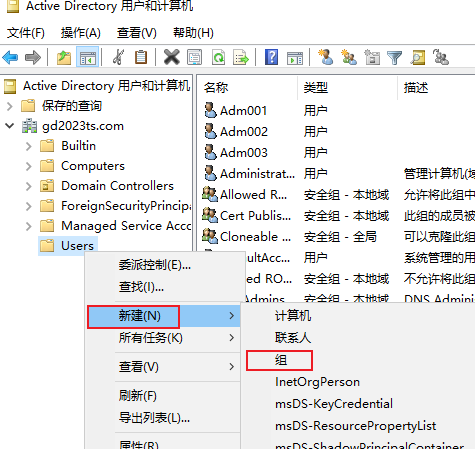 Active Directory 用户和计算机
文件(F) 操作(A) 查看(V) 帮助(H)
Active Directory 用户和计算机
保存的查询
gd2023ts.com
Builtin
Computers
Domain Controllers
ForeignSecurityPrincipa
Managed Service Acco
Users
名称 类型 描述
Adm001 用户
Adm002 用户
Adm003 用户
Administrat... 用户 管理计算机(域
Allowed R... 安全组 - 本地域 允许将此组中
Cert Publis... 安全组 - 本地域 此组的成员被
Cloneable ... 安全组 - 全局 可以克隆此组
aultAcc... 用户 系统管理的用
ed RO... 安全组 - 本地域 不允许将此组
Admins 安全组 - 本地域 DNS Administ
委派控制(E)...
查找(I)...
新建(N)
所有任务(K)
查看(V)
刷新(F)
导出列表(L)...
属性(R)
计算机
联系人
组
InetOrgPerson
msDS-KeyCredential
msDS-ResourcePropertyList
msDS-ShadowPrincipalContainer